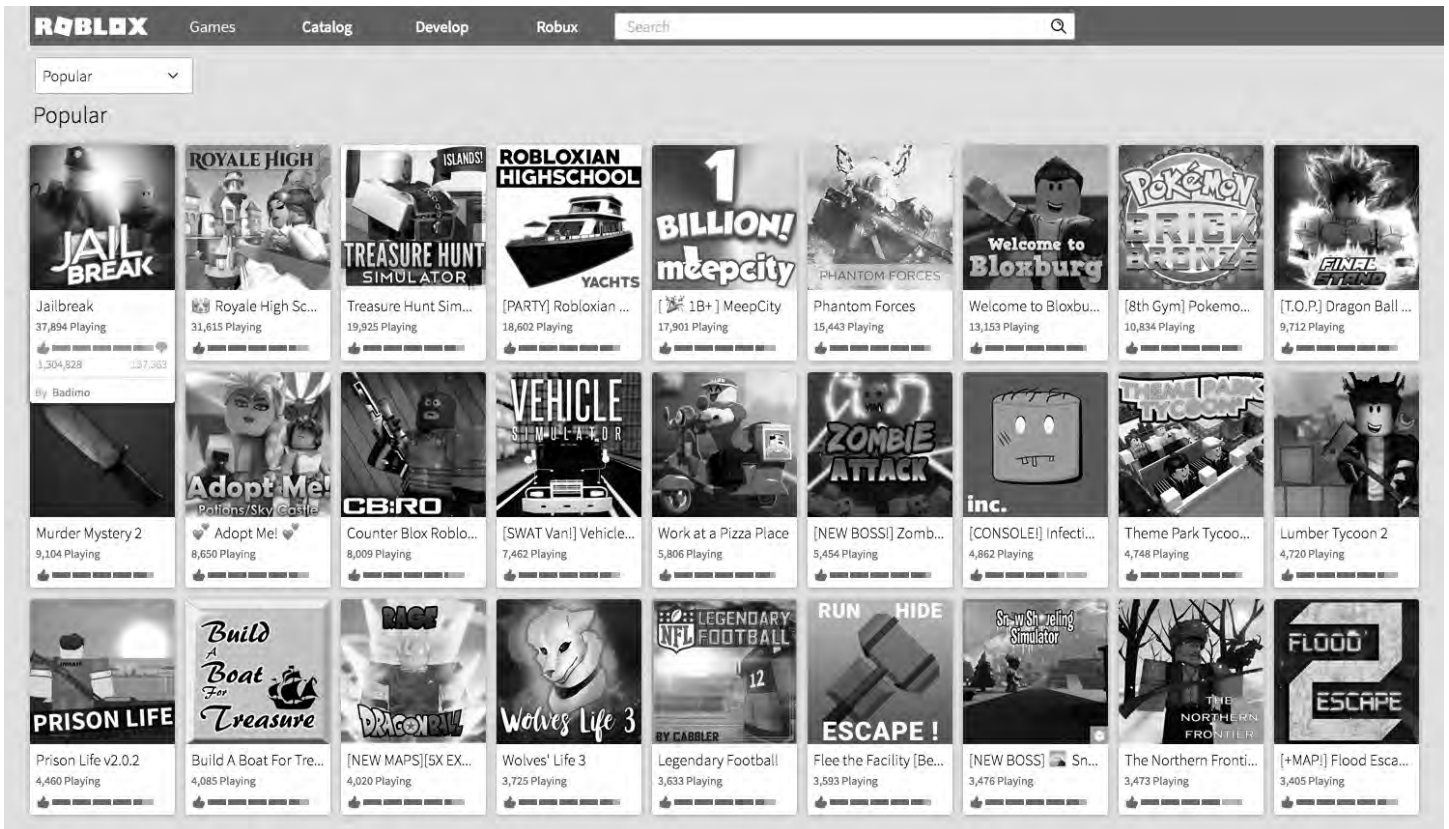 ROBLOX Games Catalog Develop Robux Search
Popular
Popular
JAIL BREAK
ROYALE HIGH
ISLANDS!
TREASURE HUNT
SIMULATOR
ROBLOXIAN
HIGHSCHOOL
YACHTS
1
BILLION!
meepcity
PHANTOM FORCES
Welcome to
Bloxburg
POKéMON
BRICK
BRONZE
FINAL
STAND
Jailbreak
37,894 Playing
1,304,828 137,363
By Badimo
Royale High Sc...
31,615 Playing
Treasure Hunt Sim...
19,925 Playing
[PARTY] Robloxian ...
18,602 Playing
[ 1B+ ] MeepCity
17,901 Playing
Phantom Forces
15,443 Playing
Welcome to Bloxbu...
13,153 Playing
[8th Gym] Pokemo...
10,834 Playing
[T.O.P.] Dragon Ball ...
9,712 Playing
Adopt Me!
Potions/Sky Castle
CB:RO
VEHICLE
SIMULATOR
ZOMBIE
ATTACK
inc.
THEME PARK
TYCOON
Murder Mystery 2
9,104 Playing
Adopt Me!
8,650 Playing
Counter Blox Roblo...
8,009 Playing
[SWAT Van!] Vehicle...
7,462 Playing
Work at a Pizza Place
5,806 Playing
[NEW BOSS!] Zomb...
5,454 Playing
[CONSOLE!] Infecti...
4,862 Playing
Theme Park Tycoo...
4,748 Playing
Lumber Tycoon 2
4,720 Playing
PRISON LIFE
Build
A
Boat
For
Treasure
RAGE
DRAGONBALL
Wolves Life 3
NFL
LEGENDARY
FOOTBALL
12
BY CABBLER
RUN HIDE
ESCAPE !
Simulator
THE
NORTHERN
FRONTIER
FLOOD
2
ESCAPE
Prison Life v2.0.2
4,460 Playing
Build A Boat For Tre...
4,085 Playing
[NEW MAPS][5X EX...
4,020 Playing
Wolves' Life 3
3,725 Playing
Legendary Football
3,633 Playing
Flee the Facility [Be...
3,593 Playing
[NEW BOSS] Sn...
3,476 Playing
The Northern Fronti...
3,473 Playing
[+MAP!] Flood Esca...
3,405 Playing